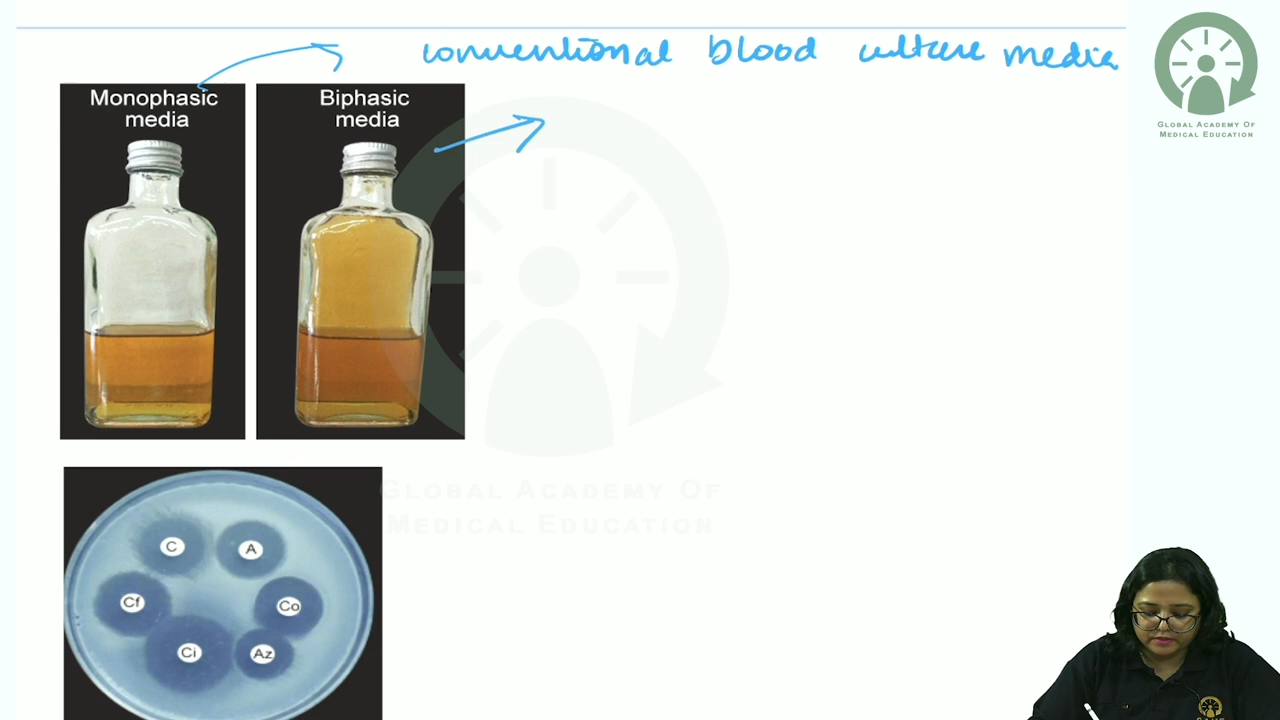 conventional blood culture media
Monophasic
media
Biphasic
media
GLOBAL ACADEMY OF
MEDICAL EDUCATION
GLOBAL ACADEMY OF
MEDICAL EDUCATION
C
A
Cf
Co
Ci
Az